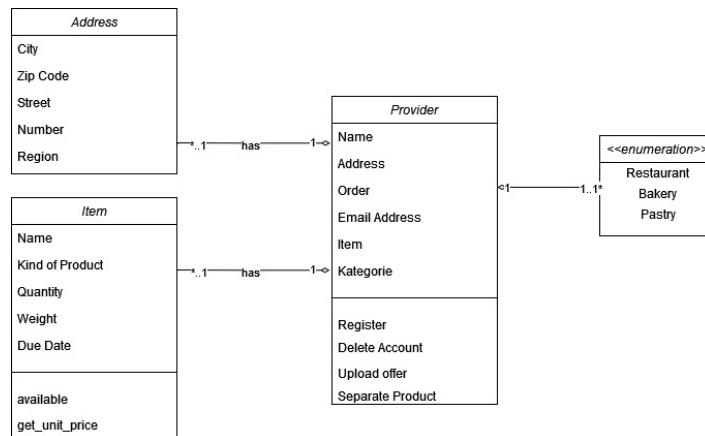 Address
City
Zip Code
Street
Number
Region
*..1 has 1
Provider
Name
Address
Order
Email Address
Item
Kategorie
Register
Delete Account
Upload offer
Separate Product
1 1..1*
<<enumeration>>
Restaurant
Bakery
Pastry
Item
Name
Kind of Product
Quantity
Weight
Due Date
available
get_unit_price
*..1 has 1